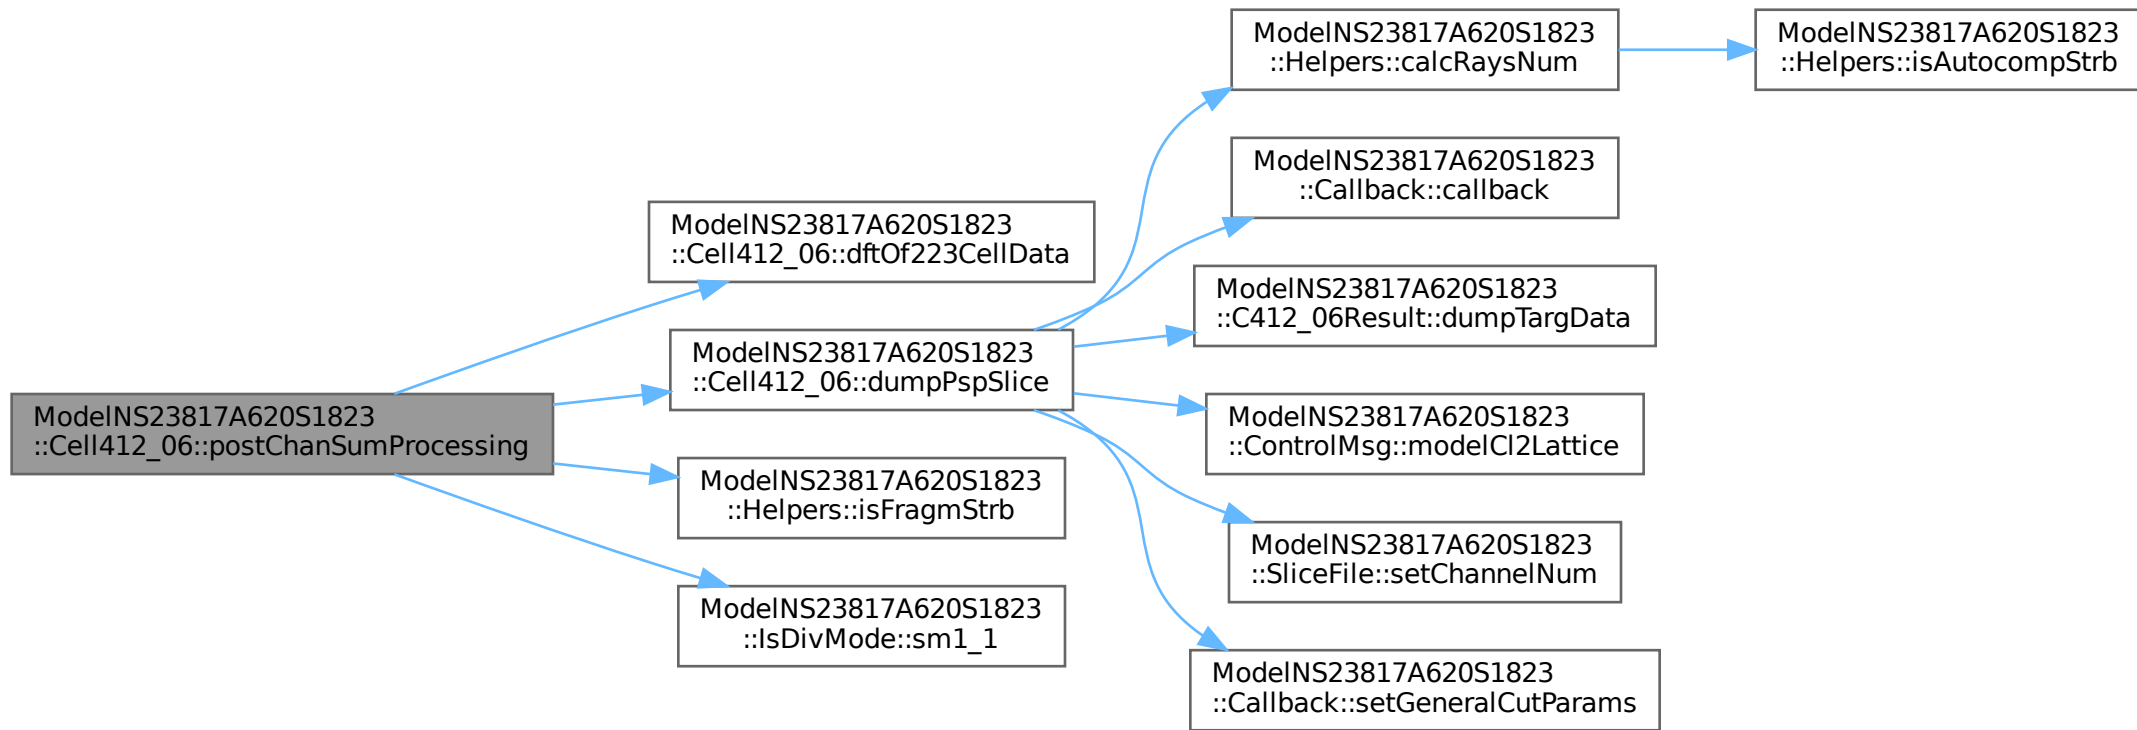 ModelNS23817A620S1823
::Cell412_06::postChanSumProcessing
ModelNS23817A620S1823
::Cell412_06::dftOf223CellData
ModelNS23817A620S1823
::Cell412_06::dumpPspSlice
ModelNS23817A620S1823
::Helpers::calcRaysNum
ModelNS23817A620S1823
::Helpers::isAutocompStrb
ModelNS23817A620S1823
::Callback::callback
ModelNS23817A620S1823
::C412_06Result::dumpTargData
ModelNS23817A620S1823
::ControlMsg::modelCl2Lattice
ModelNS23817A620S1823
::SliceFile::setChannelNum
ModelNS23817A620S1823
::Callback::setGeneralCutParams
ModelNS23817A620S1823
::Helpers::isFragmStrb
ModelNS23817A620S1823
::IsDivMode::sm1_1